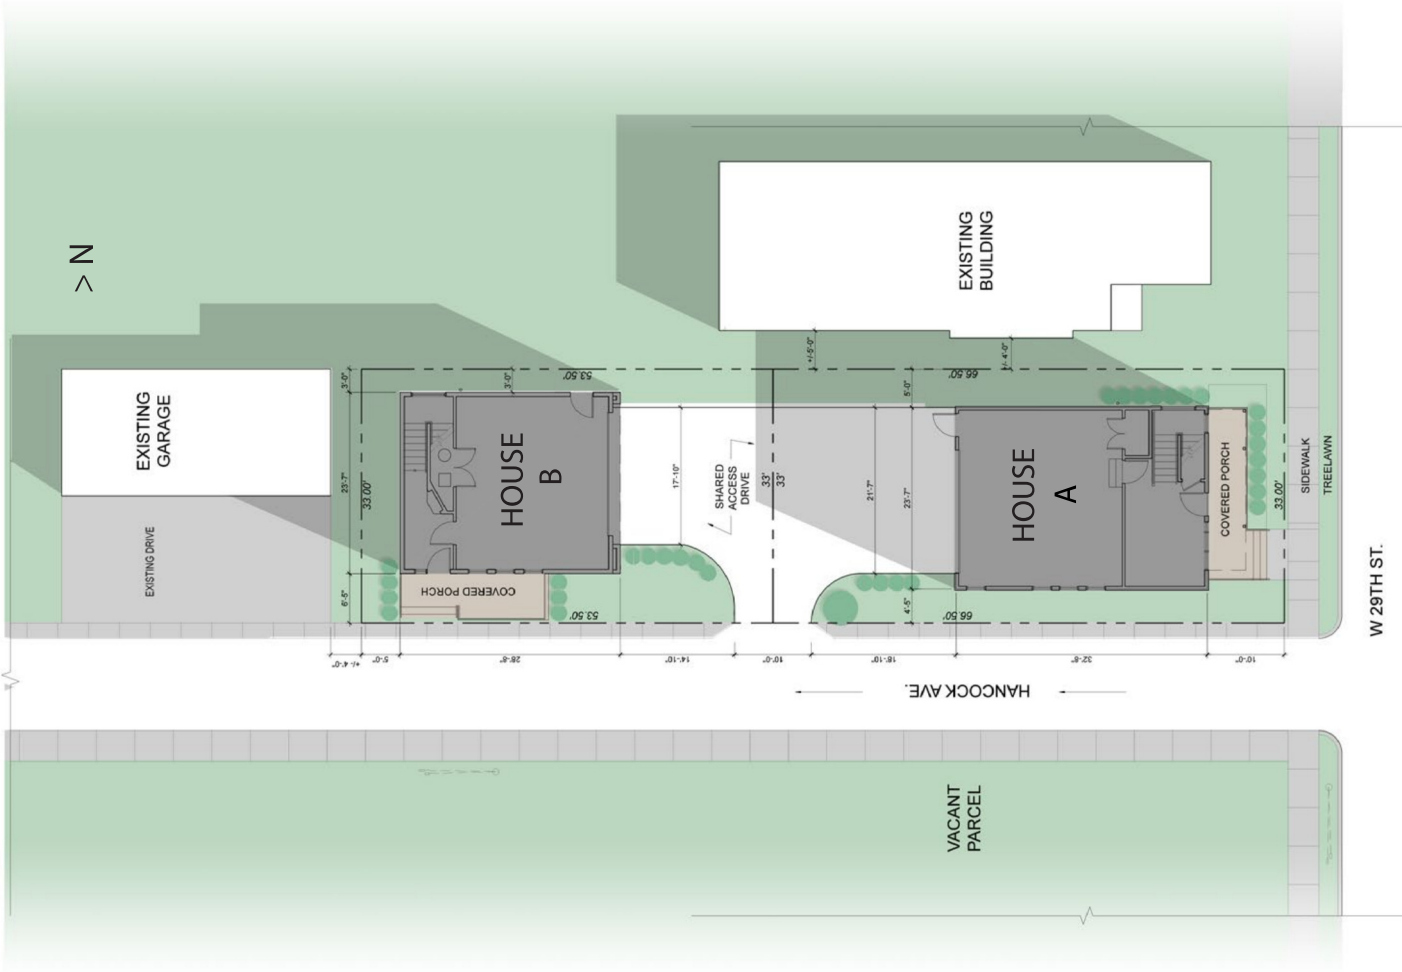 EXISTING
BUILDING
> N
+/-5'-0"
+/- 4'-0"
EXISTING
GARAGE
3'-0"
3'-0"
53.50'
66.50'
5'-0"
HOUSE
B
23'-7"
33.00'
17'-10"
SHARED
ACCESS
DRIVE
33'
33'
21'-7"
23'-7"
HOUSE
A
COVERED PORCH
33.00'
SIDEWALK
TREELAWN
EXISTING DRIVE
6'-5"
COVERED PORCH
53.50'
4'-5"
66.50'
W 29TH ST.
+/- 4'-0"
5'-0"
28'-8"
14'-10"
10'-0"
16'-10"
32'-8"
10'-0"
HANCOCK AVE.
VACANT
PARCEL